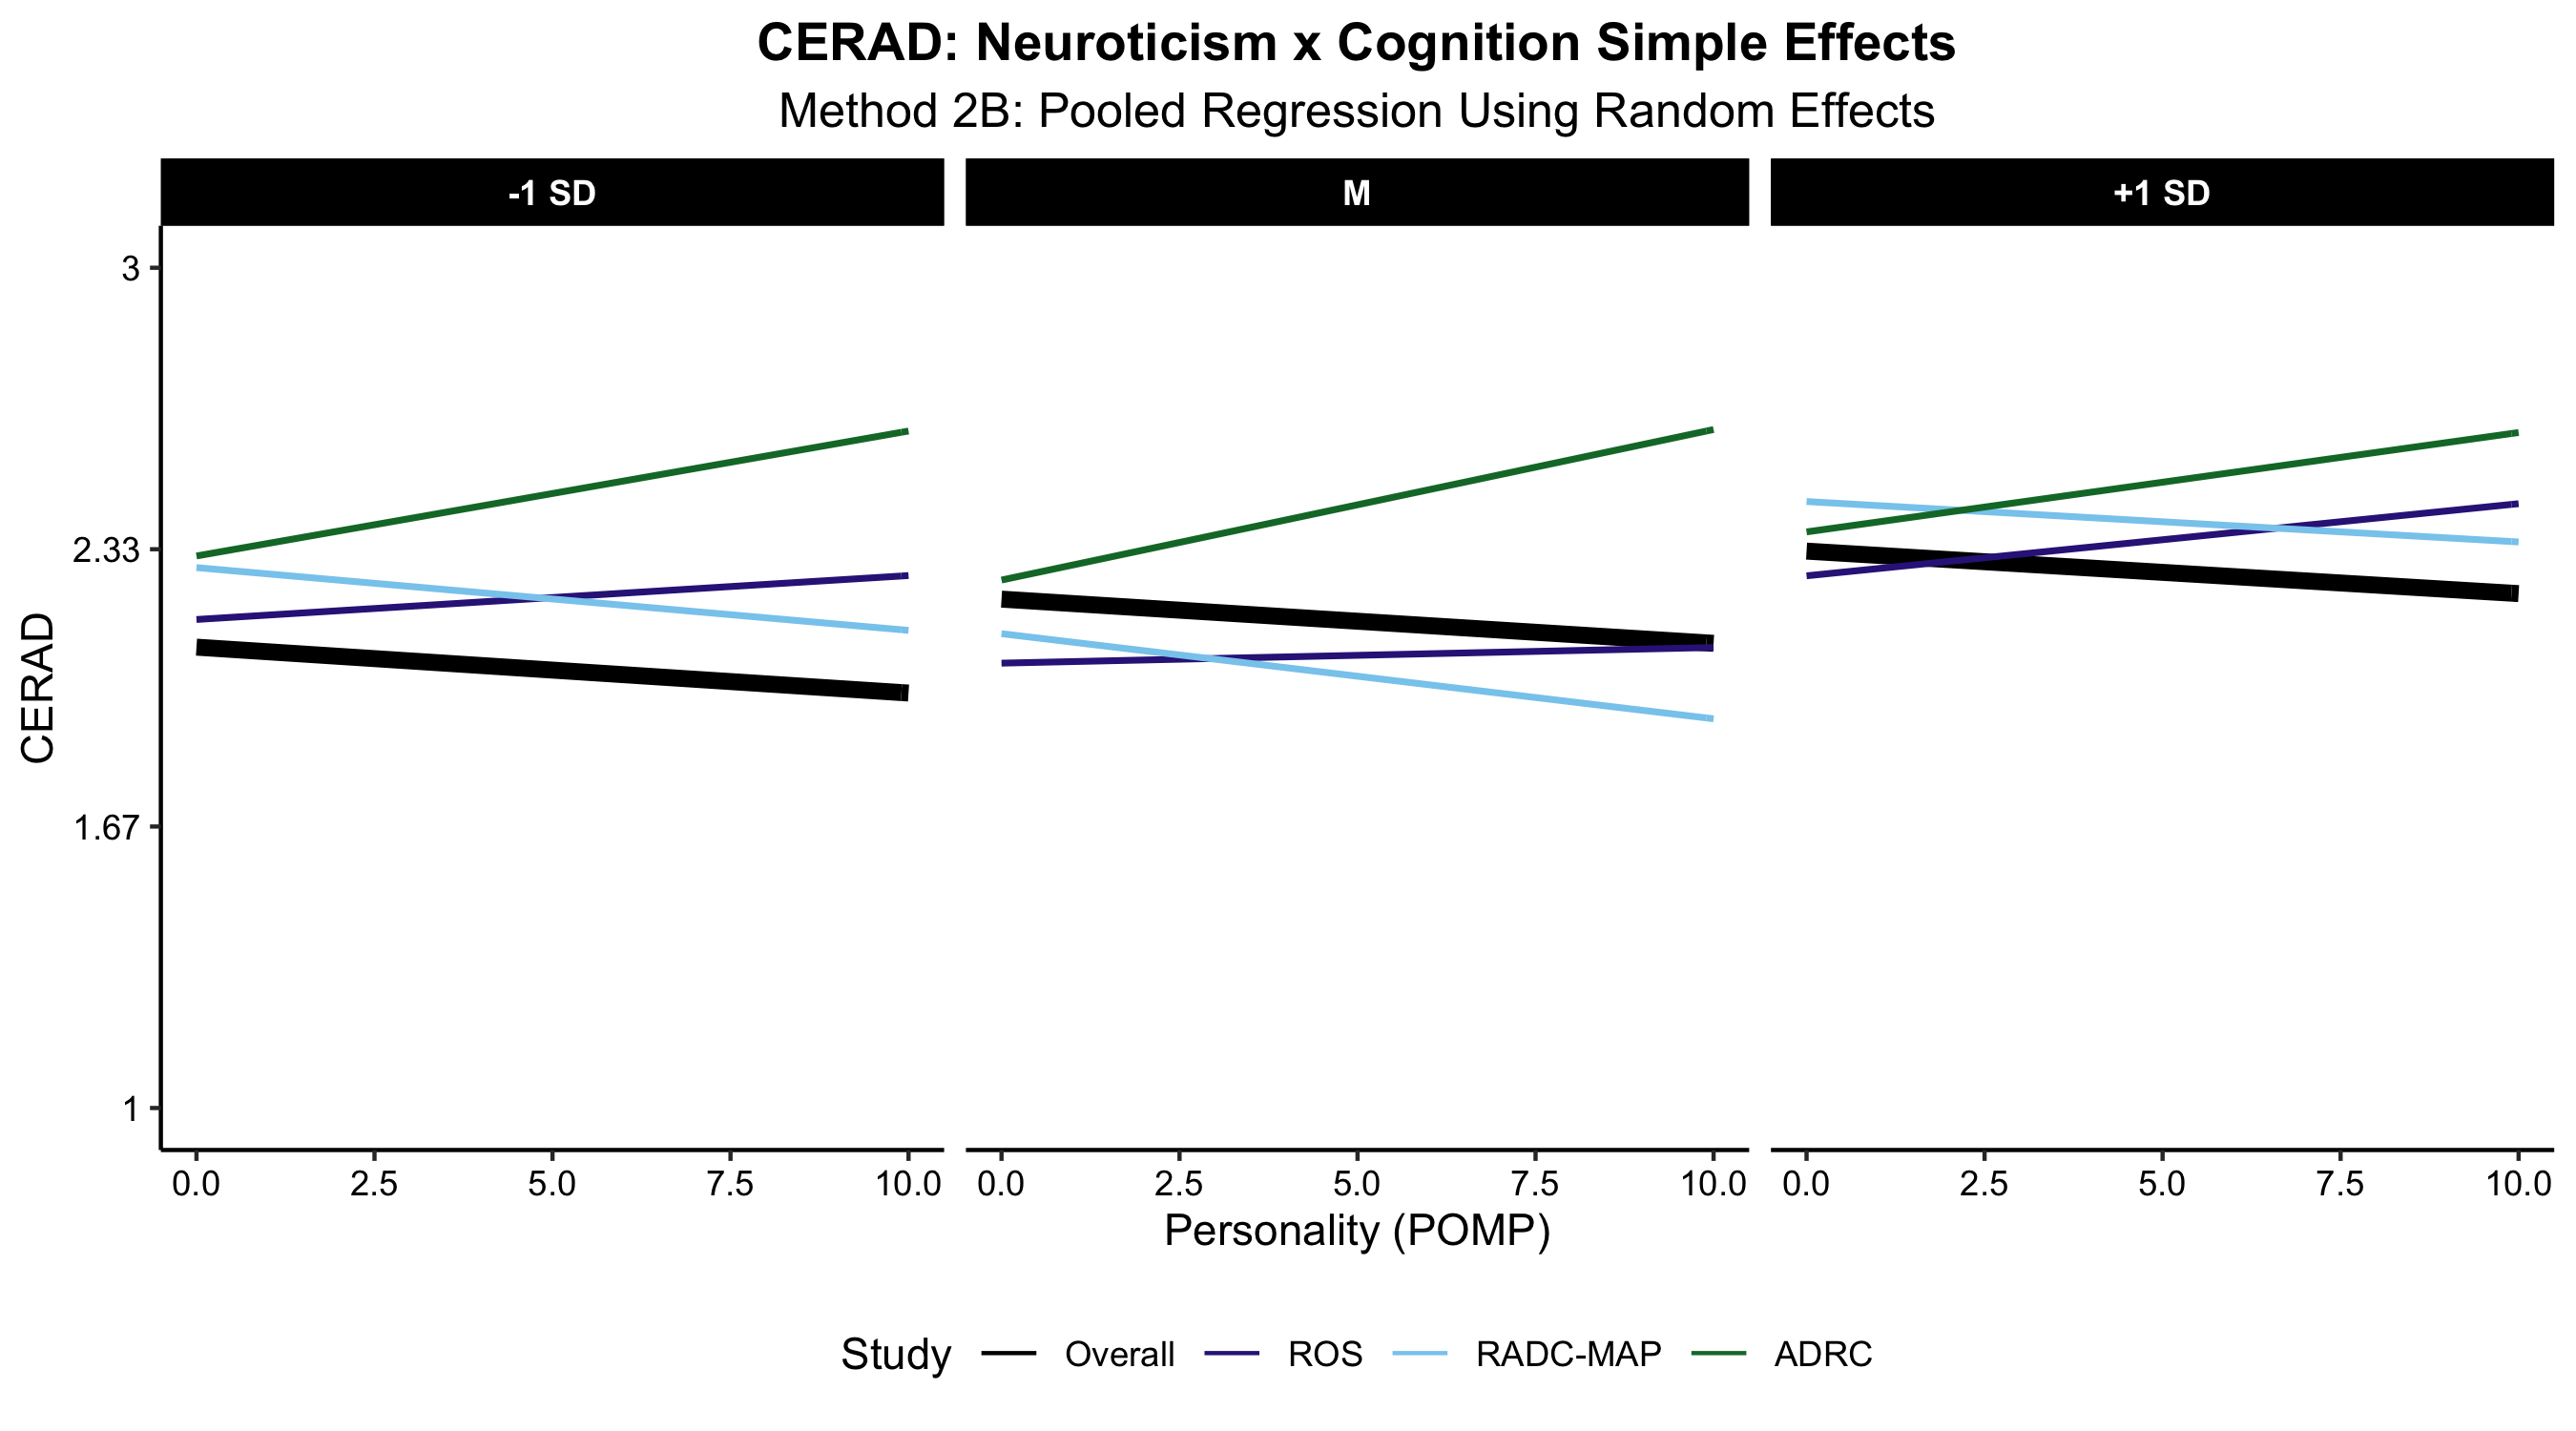 CERAD: Neuroticism x Cognition Simple Effects
Method 2B: Pooled Regression Using Random Effects
-1 SD M +1 SD
3
2.33
1.67
1
CERAD
0.0 2.5 5.0 7.5 10.0 0.0 2.5 5.0 7.5 10.0 0.0 2.5 5.0 7.5 10.0
Personality (POMP)
Study Overall ROS RADC-MAP ADRC